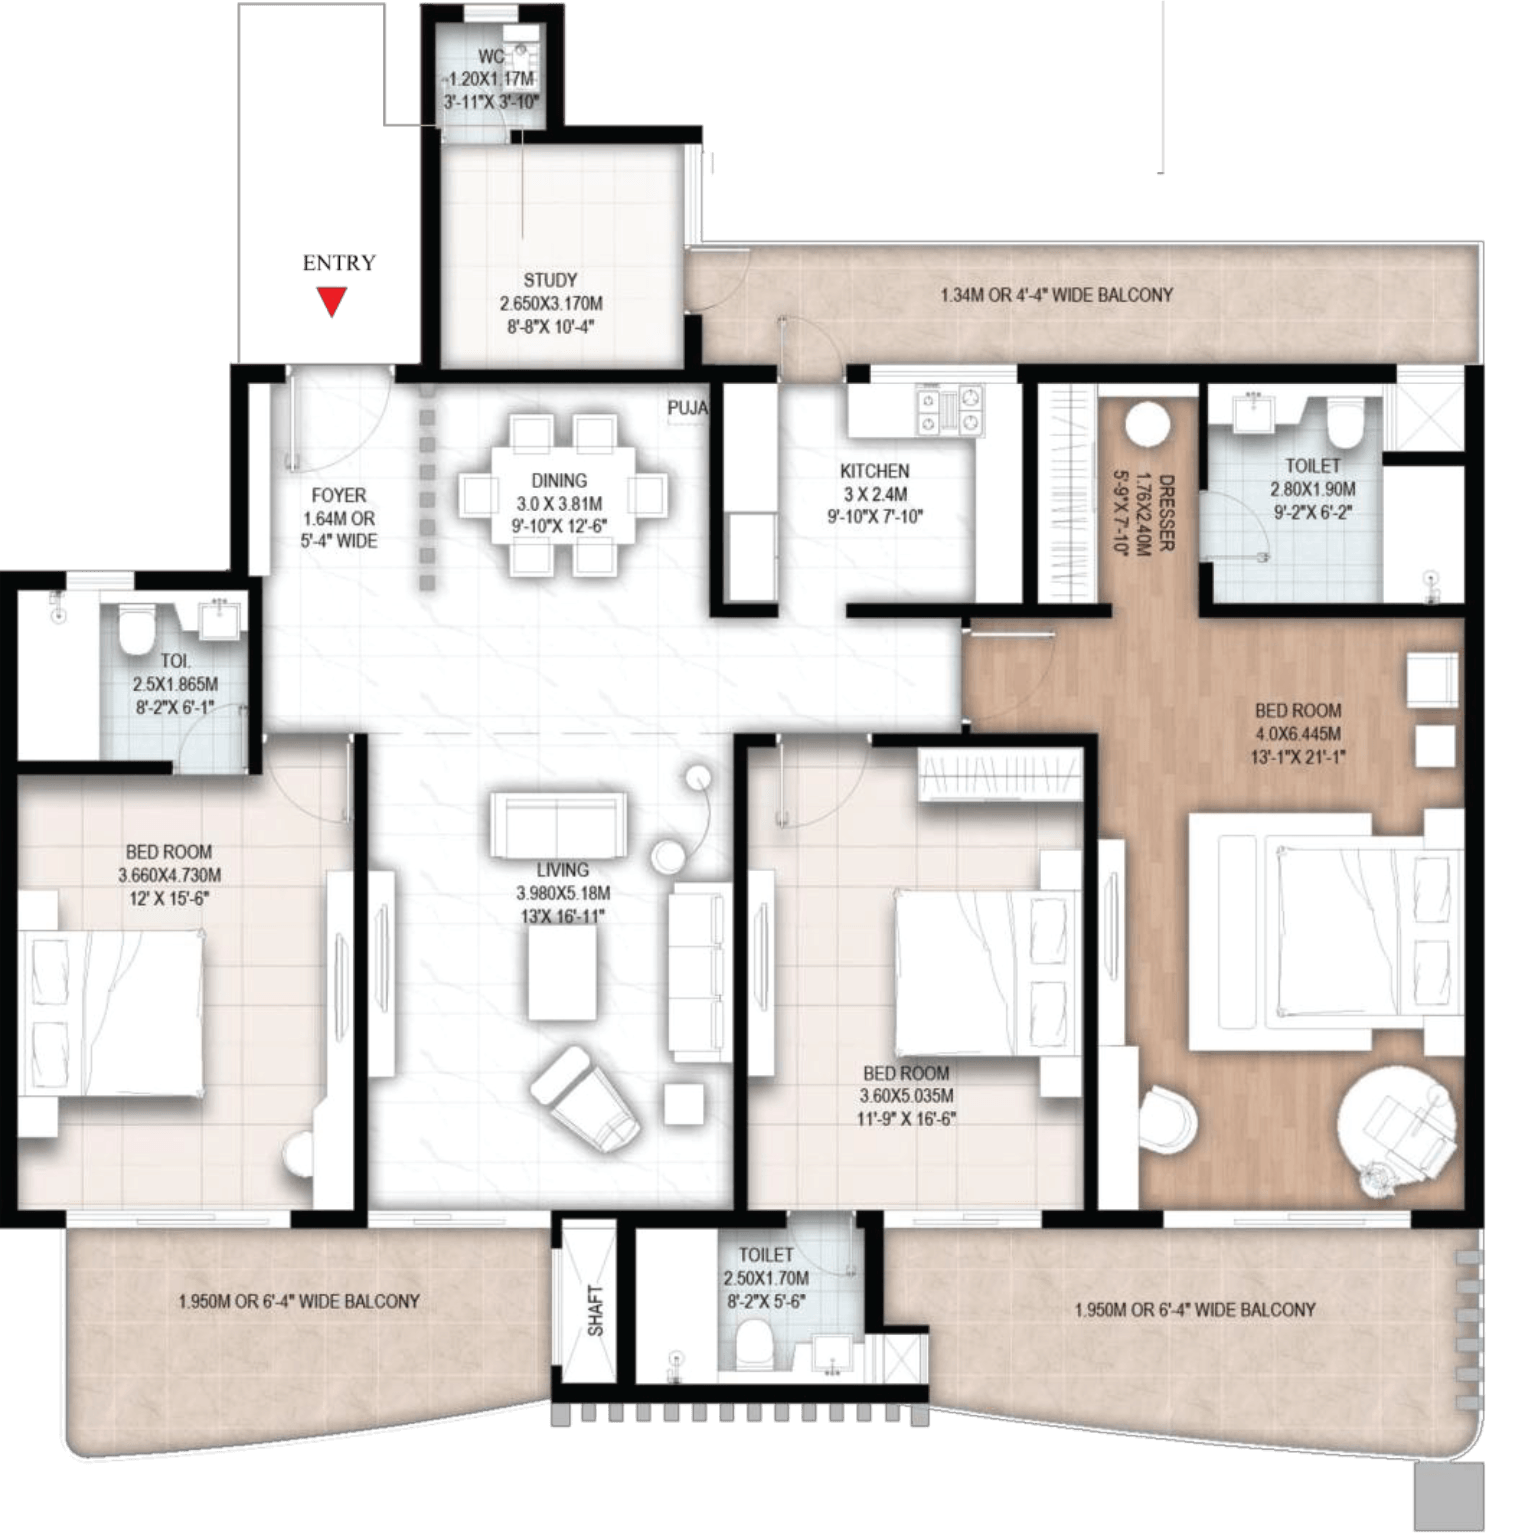 WC
1.20X1.17M
3'-11"X 3'-10"
ENTRY
STUDY
2.650X3.170M
8'-8"X 10'-4"
1.34M OR 4'-4" WIDE BALCONY
PUJA
FOYER
1.64M OR
5'-4" WIDE
DINING
3.0 X 3.81M
9'-10"X 12'-6"
KITCHEN
3 X 2.4M
9'-10"X 7'-10"
DRESSER
1.76X2.40M
5'-9"X 7'-10"
TOILET
2.80X1.90M
9'-2"X 6'-2"
TOI.
2.5X1.865M
8'-2"X 6'-1"
BED ROOM
4.0X6.445M
13'-1"X 21'-1"
BED ROOM
3.660X4.730M
12' X 15'-6"
LIVING
3.980X5.18M
13'X 16'-11"
BED ROOM
3.60X5.035M
11'-9" X 16'-6"
1.950M OR 6'-4" WIDE BALCONY
SHAFT
TOILET
2.50X1.70M
8'-2"X 5'-6"
1.950M OR 6'-4" WIDE BALCONY